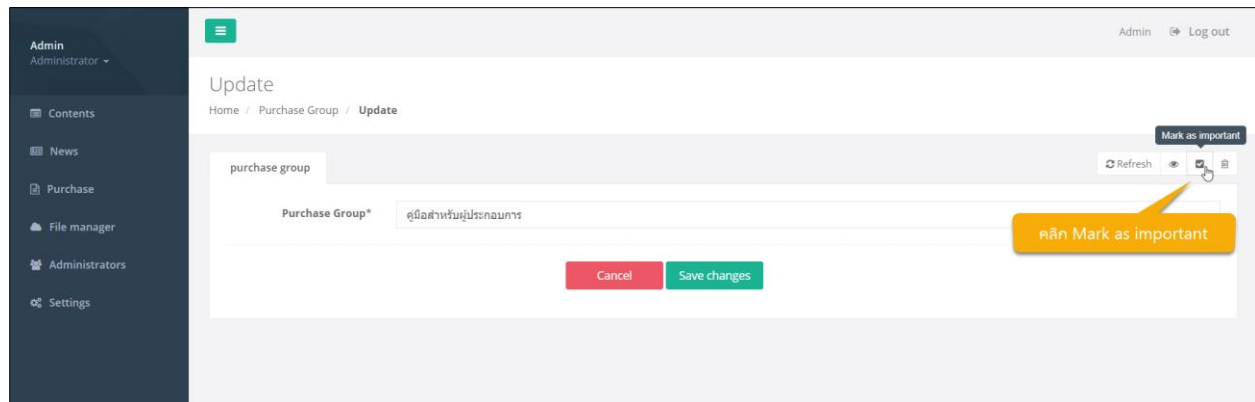 Admin
Administrator
Contents
News
Purchase
File manager
Administrators
Settings
Admin Log out
Update
Home / Purchase Group / Update
Mark as important
purchase group
Refresh
Purchase Group* คู่มือสำหรับผู้ประกอบการ
คลิก Mark as important
Cancel Save changes